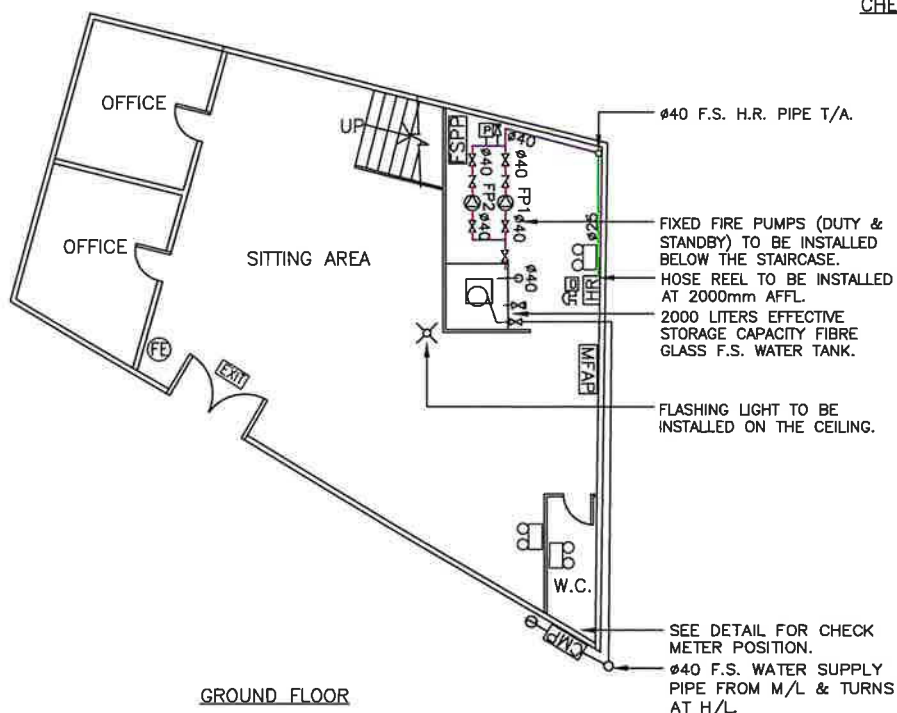 CHE
OFFICE
UP
FSPP
P
ø40
ø40
ø40
FP2
FP1
ø40
ø40
ø25
ø40
HR
OFFICE
SITTING AREA
FE
EXIT
MFAP
W.C.
CMP
GROUND FLOOR
ø40 F.S. H.R. PIPE T/A.
FIXED FIRE PUMPS (DUTY &
STANDBY) TO BE INSTALLED
BELOW THE STAIRCASE.
HOSE REEL TO BE INSTALLED
AT 2000mm AFFL.
2000 LITERS EFFECTIVE
STORAGE CAPACITY FIBRE
GLASS F.S. WATER TANK.
FLASHING LIGHT TO BE
INSTALLED ON THE CEILING.
SEE DETAIL FOR CHECK
METER POSITION.
ø40 F.S. WATER SUPPLY
PIPE FROM M/L & TURNS
AT H/L.